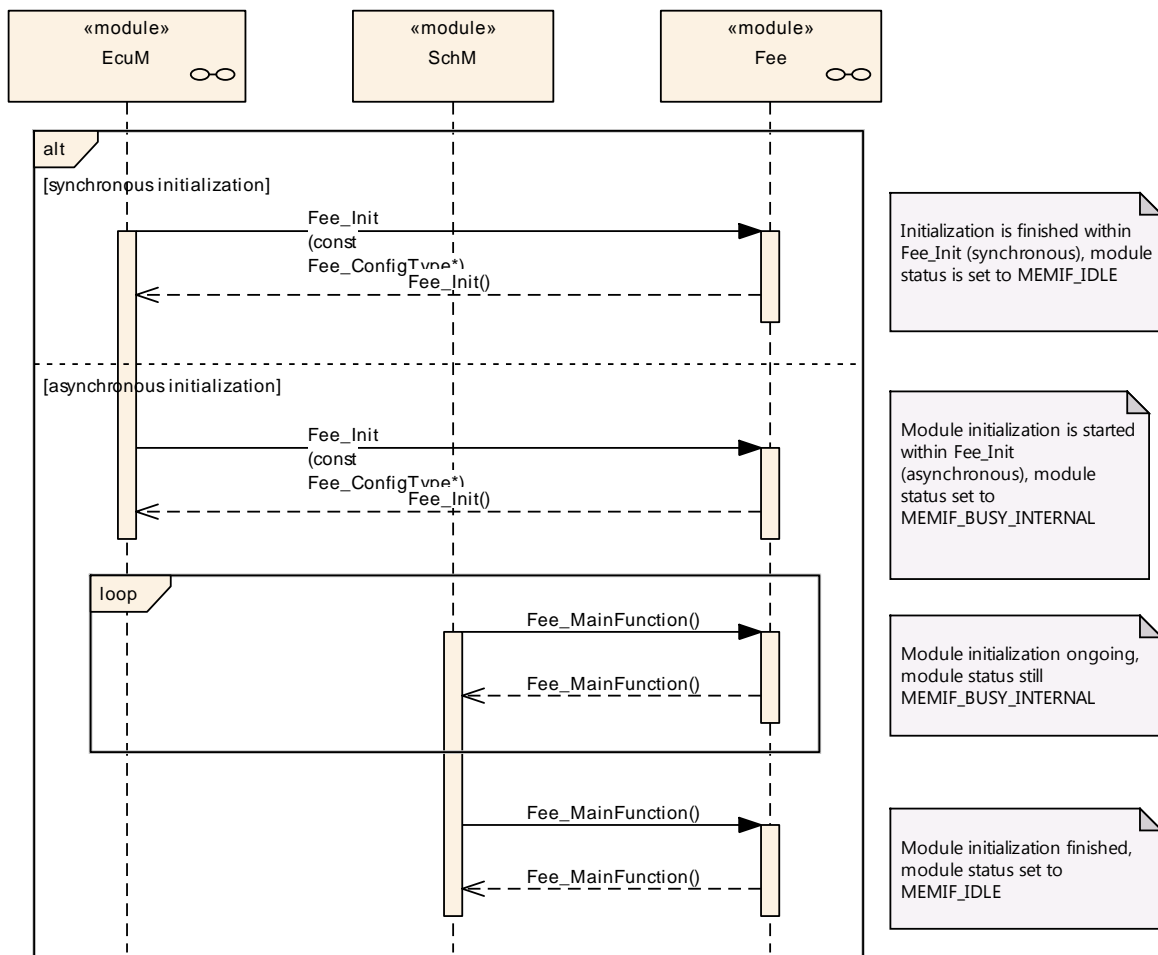 «module»
EcuM
«module»
SchM
«module»
Fee
alt
[synchronous initialization]
Fee_Init
(const
Fee_ConfigType*)
Fee_Init()
Initialization is finished within
Fee_Init (synchronous), module
status is set to MEMIF_IDLE
[asynchronous initialization]
Fee_Init
(const
Fee_ConfigType*)
Fee_Init()
Module initialization is started
within Fee_Init
(asynchronous), module
status set to
MEMIF_BUSY_INTERNAL
loop
Fee_MainFunction()
Fee_MainFunction()
Module initialization ongoing,
module status still
MEMIF_BUSY_INTERNAL
Fee_MainFunction()
Fee_MainFunction()
Module initialization finished,
module status set to
MEMIF_IDLE